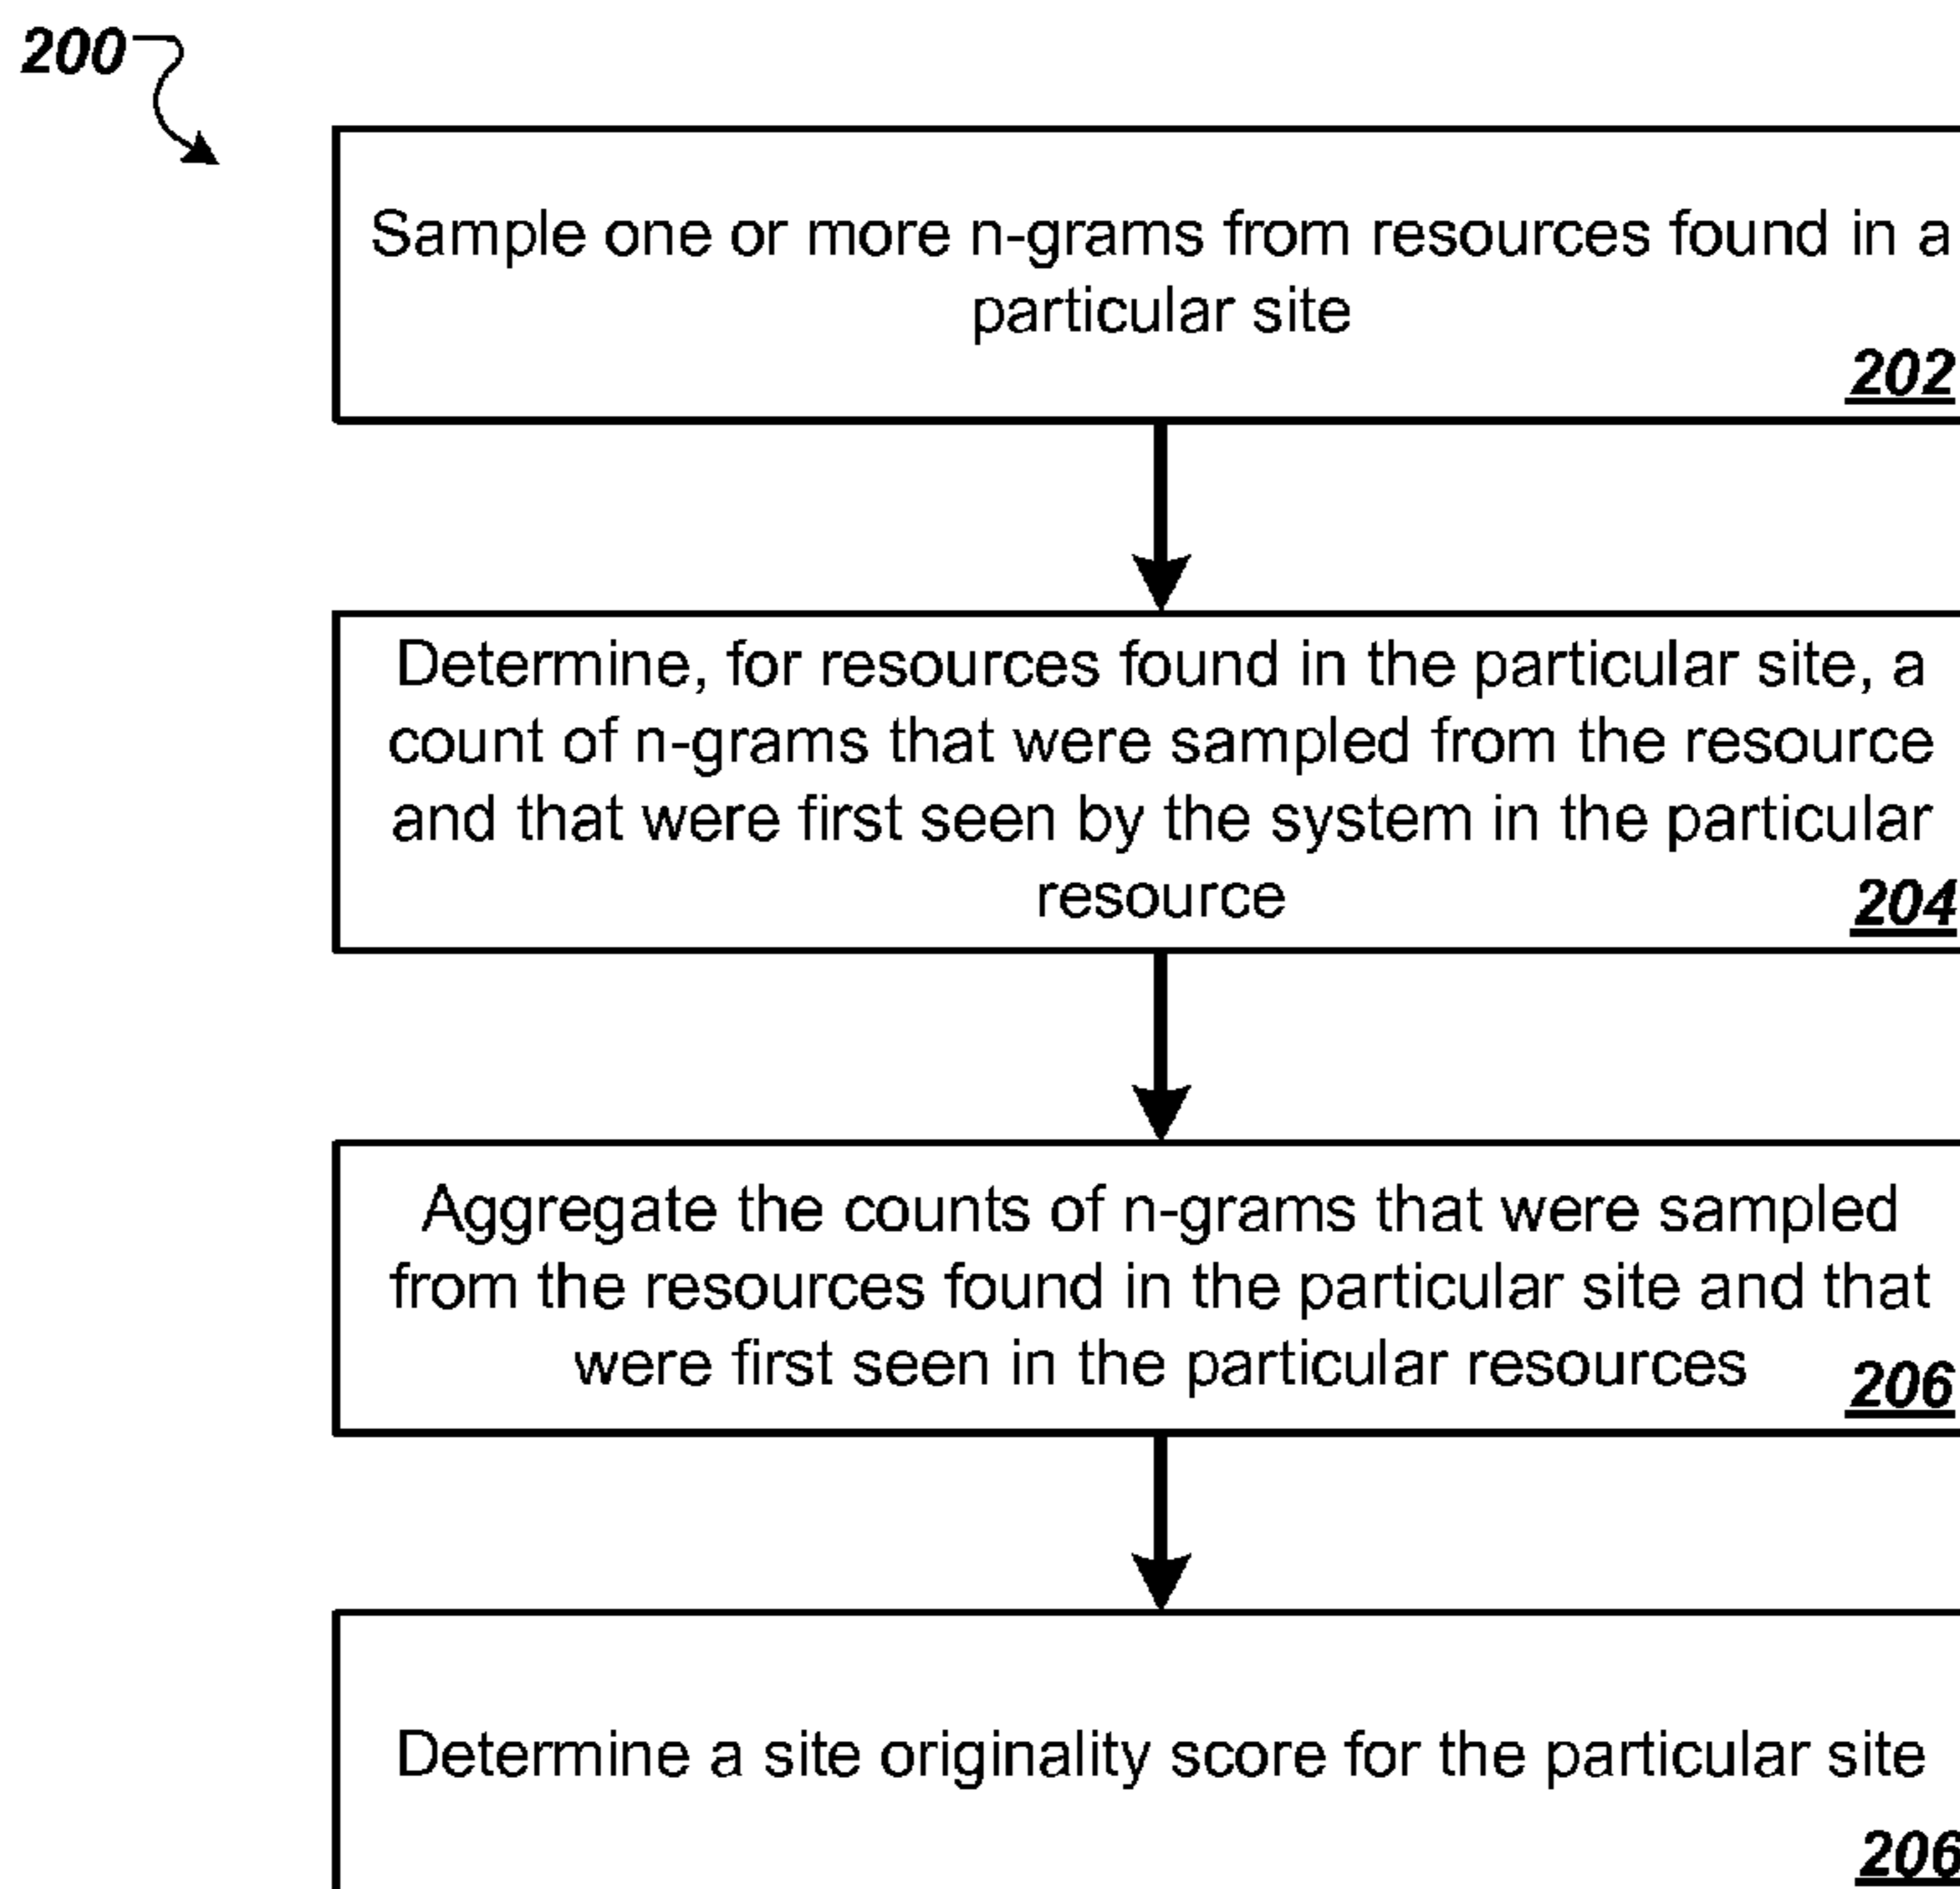 200
Sample one or more n-grams from resources found in a
particular site
202
Determine, for resources found in the particular site, a
count of n-grams that were sampled from the resource
and that were first seen by the system in the particular
resource
204
Aggregate the counts of n-grams that were sampled
from the resources found in the particular site and that
were first seen in the particular resources
206
Determine a site originality score for the particular site
206